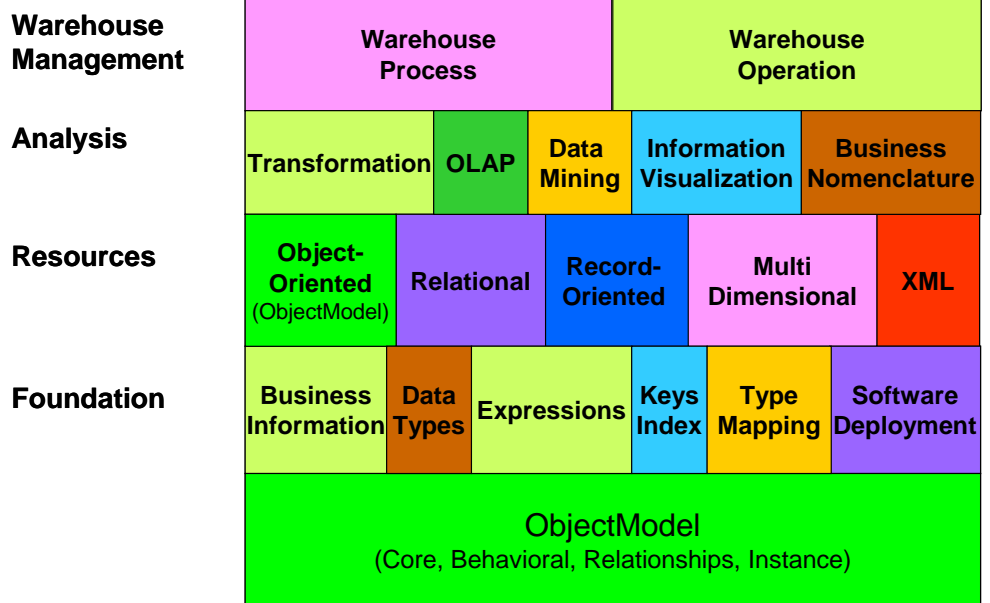 Warehouse
Management
Warehouse
Process
Warehouse
Operation
Analysis
Transformation
OLAP
Data
Mining
Information
Visualization
Business
Nomenclature
Resources
Object-
Oriented
(ObjectModel)
Relational
Record-
Oriented
Multi
Dimensional
XML
Foundation
Business
Information
Data
Types
Expressions
Keys
Index
Type
Mapping
Software
Deployment
ObjectModel
(Core, Behavioral, Relationships, Instance)